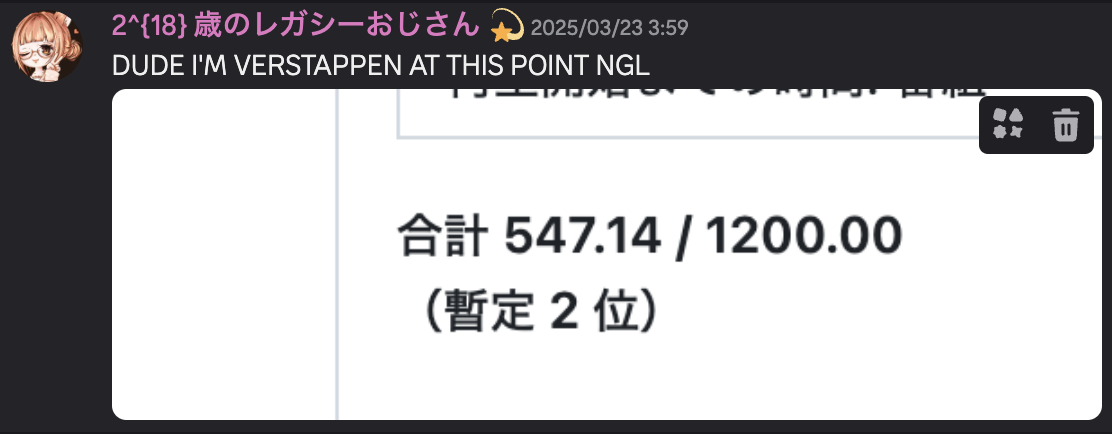 2^{18} 歳のレガシーおじさん 2025/03/23 3:59
DUDE I'M VERSTAPPEN AT THIS POINT NGL
合計 547.14 / 1200.00
（暫定 2 位）